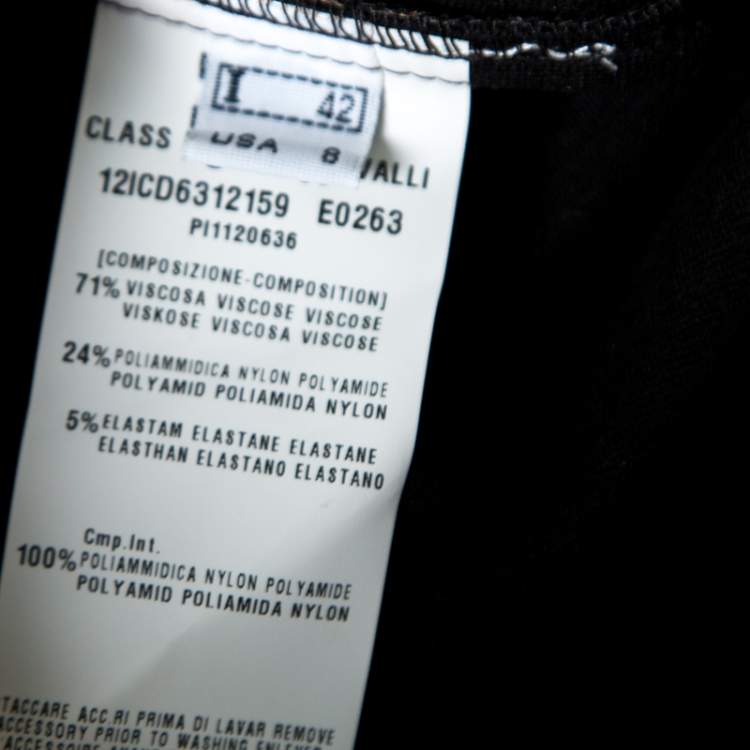 I 42
USA 8
CLASS VALLI
12ICD6312159 E0263
PI1120636
[COMPOSIZIONE-COMPOSITION]
71% VISCOSA VISCOSE VISCOSE
VISKOSE VISCOSA VISCOSE
24% POLIAMMIDICA NYLON POLYAMIDE
POLYAMID POLIAMIDA NYLON
5% ELASTAM ELASTANE ELASTANE
ELASTHAN ELASTANO ELASTANO
Cmp.Int.
100% POLIAMMIDICA NYLON POLYAMIDE
POLYAMID POLIAMIDA NYLON
TACCARE ACC.RI PRIMA DI LAVAR REMOVE
ACCESSORY PRIOR TO WASHING ENLEVER